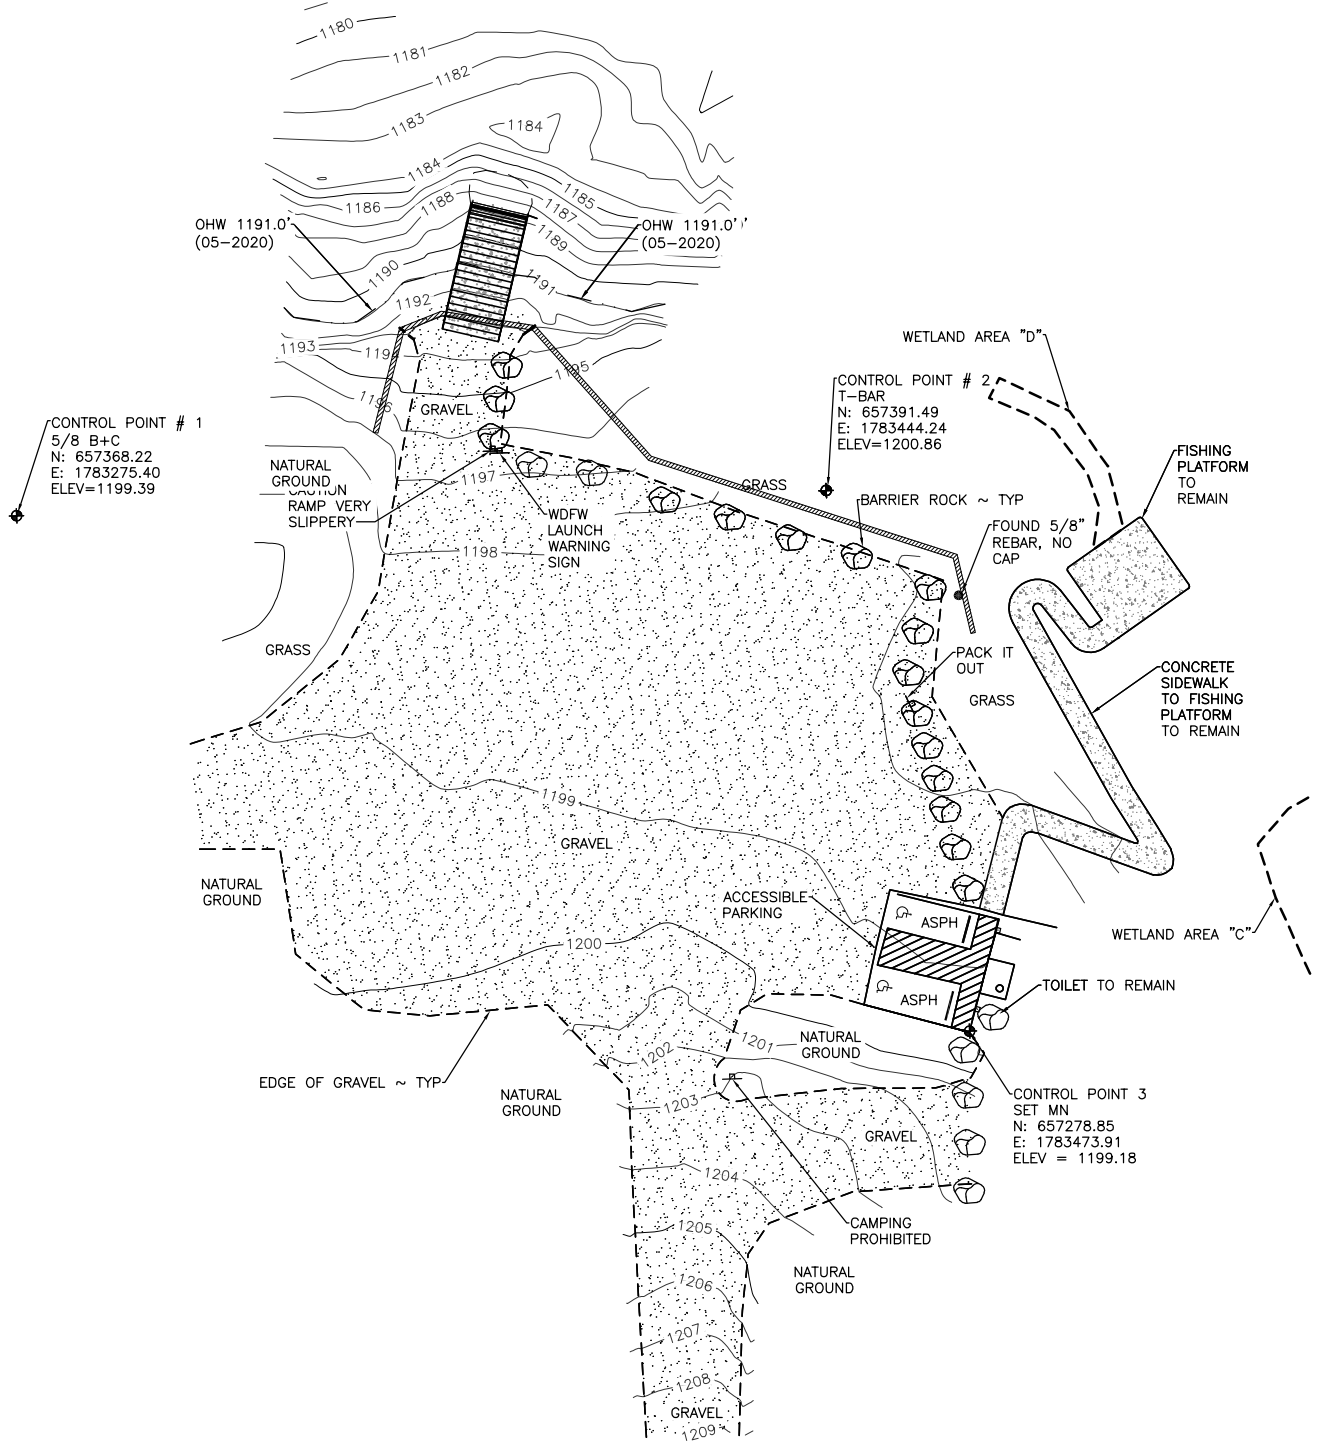 1180
1181
1182
1183
1184
1184
1185
1186
1188
1187
OHW 1191.0'
(05-2020)
OHW 1191.0'
(05-2020)
1189
1190
1191
1192
1193
1195
1196
WETLAND AREA "D"
CONTROL POINT # 2
T-BAR
N: 657391.49
E: 1783444.24
ELEV=1200.86
GRAVEL
CONTROL POINT # 1
5/8 B+C
N: 657368.22
E: 1783275.40
ELEV=1199.39
NATURAL
GROUND
CAUTION
RAMP VERY
SLIPPERY
1197
GRASS
FISHING
PLATFORM
TO
REMAIN
BARRIER ROCK ~ TYP
WDFW
LAUNCH
WARNING
SIGN
FOUND 5/8"
REBAR, NO
CAP
1198
GRASS
PACK IT
OUT
GRASS
CONCRETE
SIDEWALK
TO FISHING
PLATFORM
TO REMAIN
1199
GRAVEL
NATURAL
GROUND
ACCESSIBLE
PARKING
ASPH
WETLAND AREA "C"
1200
ASPH
TOILET TO REMAIN
1201
NATURAL
GROUND
1202
EDGE OF GRAVEL ~ TYP
NATURAL
GROUND
1203
CONTROL POINT 3
SET MN
N: 657278.85
E: 1783473.91
ELEV = 1199.18
GRAVEL
1204
1205
CAMPING
PROHIBITED
NATURAL
GROUND
1206
1207
1208
GRAVEL
1209